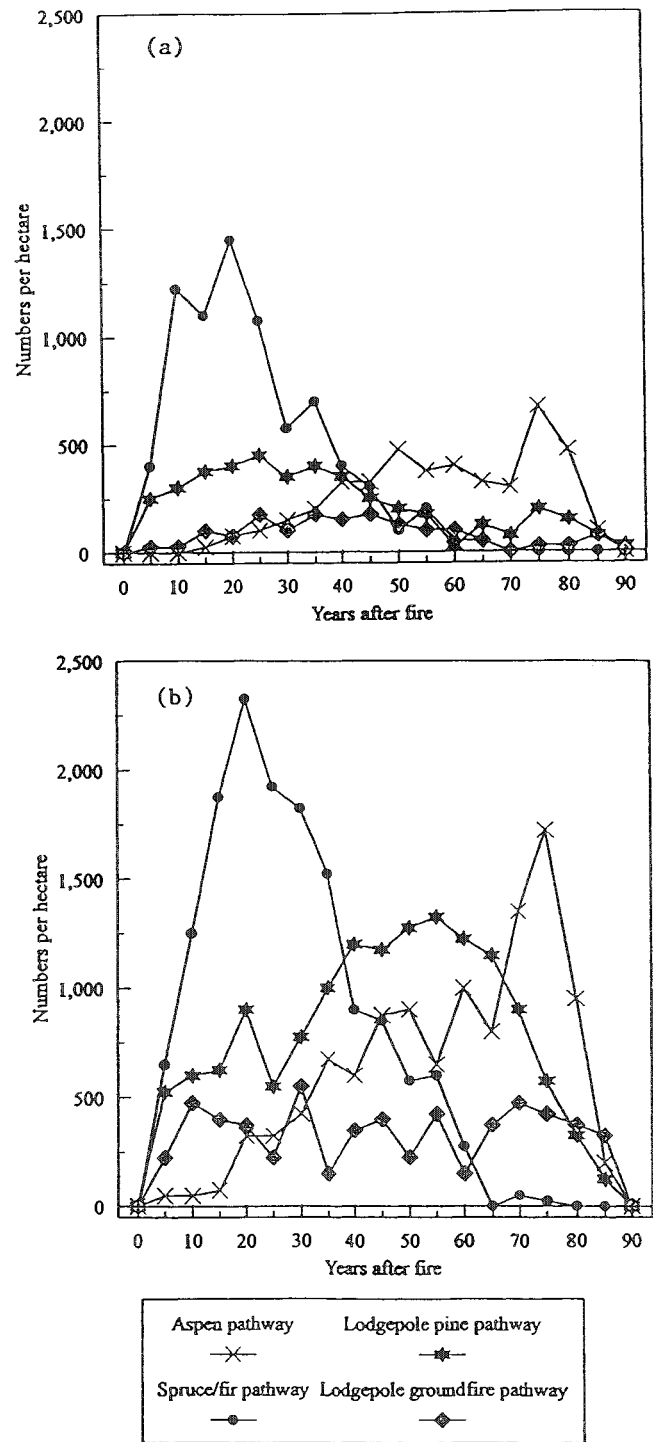 (a)
2,500
2,000
1,500
1,000
500
0
Numbers per hectare
0 10 20 30 40 50 60 70 80 90
Years after fire
(b)
2,500
2,000
1,500
1,000
500
0
Numbers per hectare
0 10 20 30 40 50 60 70 80 90
Years after fire
Aspen pathway Lodgepole pine pathway
Spruce/fir pathway Lodgepole groundfire pathway